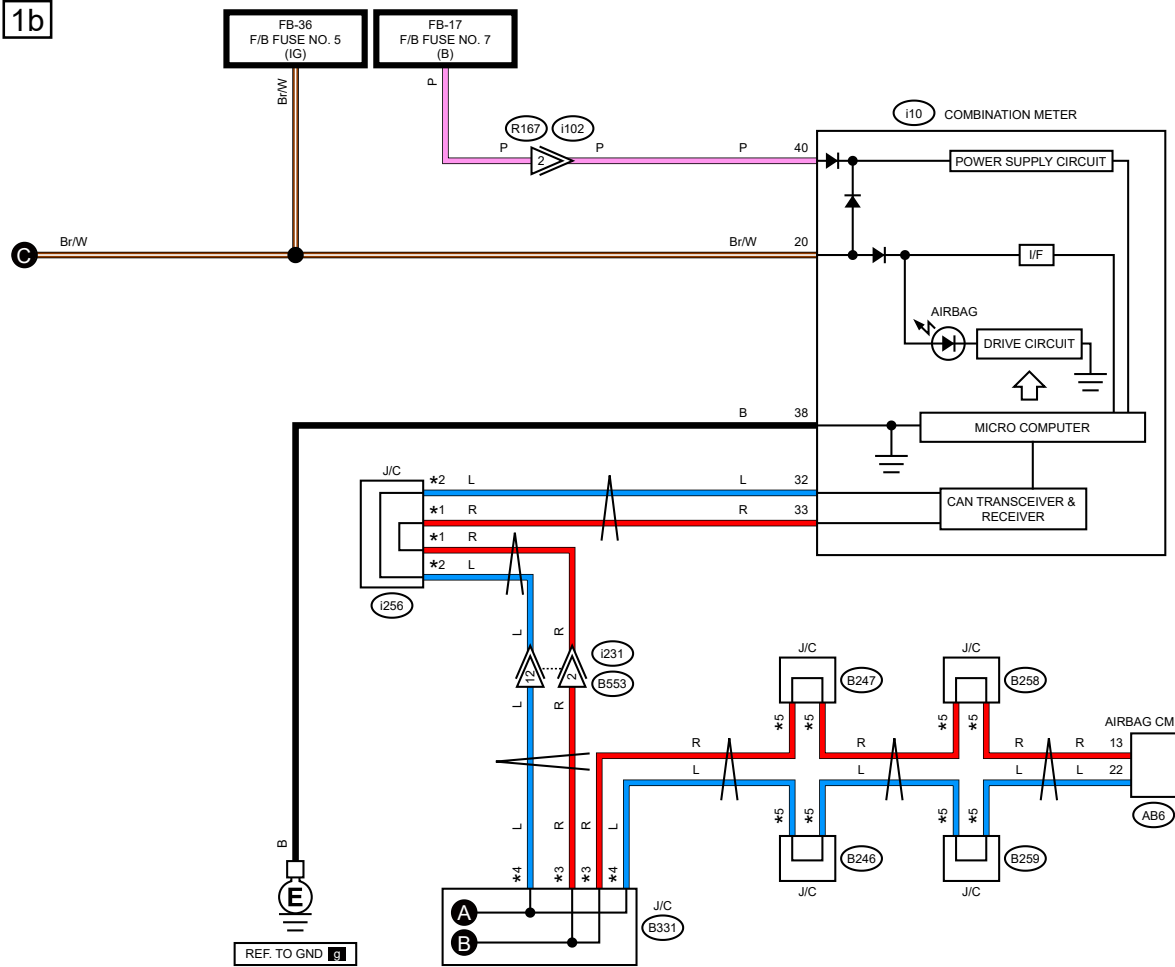 1b
FB-36
F/B FUSE NO. 5
(IG)
FB-17
F/B FUSE NO. 7
(B)
Br/W
P
R167
i102
i10
COMBINATION METER
P
2
P
P
40
POWER SUPPLY CIRCUIT
C
Br/W
Br/W
20
I/F
AIRBAG
DRIVE CIRCUIT
B
38
MICRO COMPUTER
J/C
*2 L
L
32
CAN TRANSCEIVER &
RECEIVER
*1 R
R
33
*1 R
*2 L
i256
L
R
12
2
i231
B553
L
R
J/C
B247
J/C
B258
*5
*5
*5
*5
AIRBAG CM
R
R
R
R
13
L
L
L
L
22
AB6
*5
*5
*5
*5
B246
J/C
B259
J/C
L
R
R
L
*4
*3
*3
*4
B
E
A
B
J/C
B331
REF. TO GND g